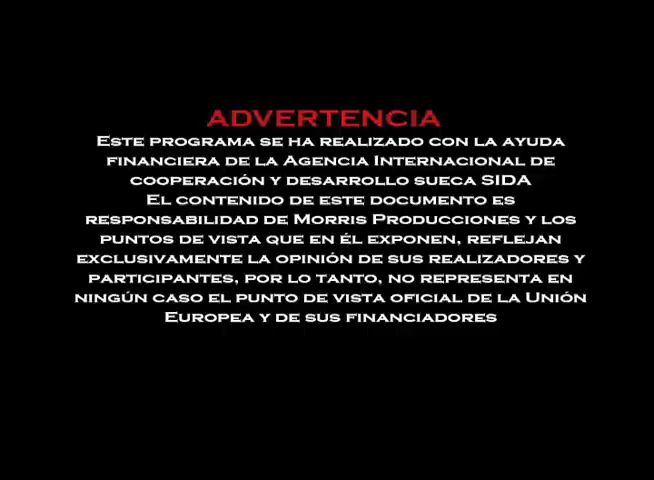 ADVERTENCIA
Este programa se ha realizado con la ayuda
financiera de la Agencia Internacional de
cooperación y desarrollo sueca SIDA
El contenido de este documento es
responsabilidad de Morris Producciones y los
puntos de vista que en él exponen, reflejan
exclusivamente la opinión de sus realizadores y
participantes, por lo tanto, no representa en
ningún caso el punto de vista oficial de la Unión
Europea y de sus financiadores